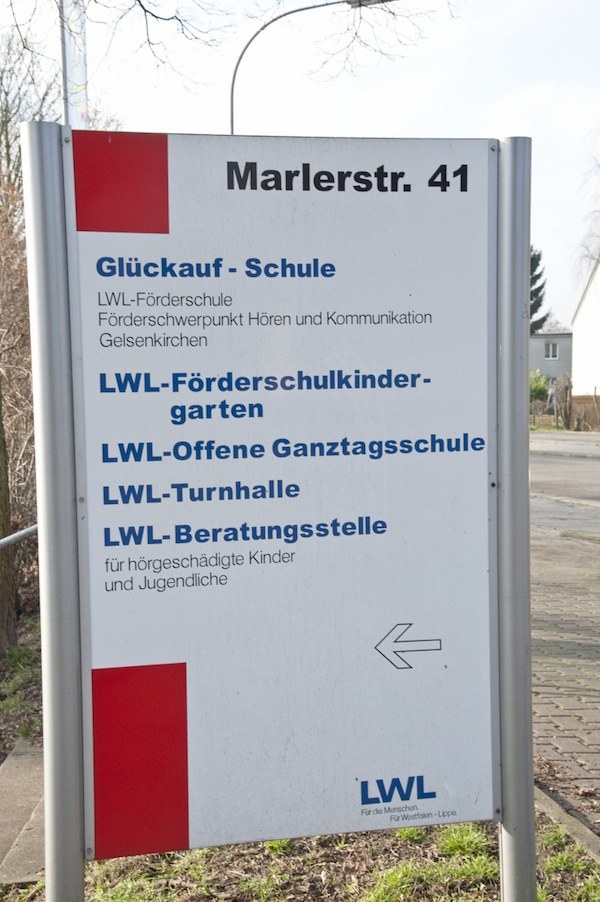 Marlerstr. 41
Glückauf - Schule
LWL-Förderschule
Förderschwerpunkt Hören und Kommunikation
Gelsenkirchen
LWL-Förderschulkinder-
garten
LWL-Offene Ganztagsschule
LWL-Turnhalle
LWL-Beratungsstelle
für hörgeschädigte Kinder
und Jugendliche
LWL
Für die Menschen.
Für Westfalen - Lippe.